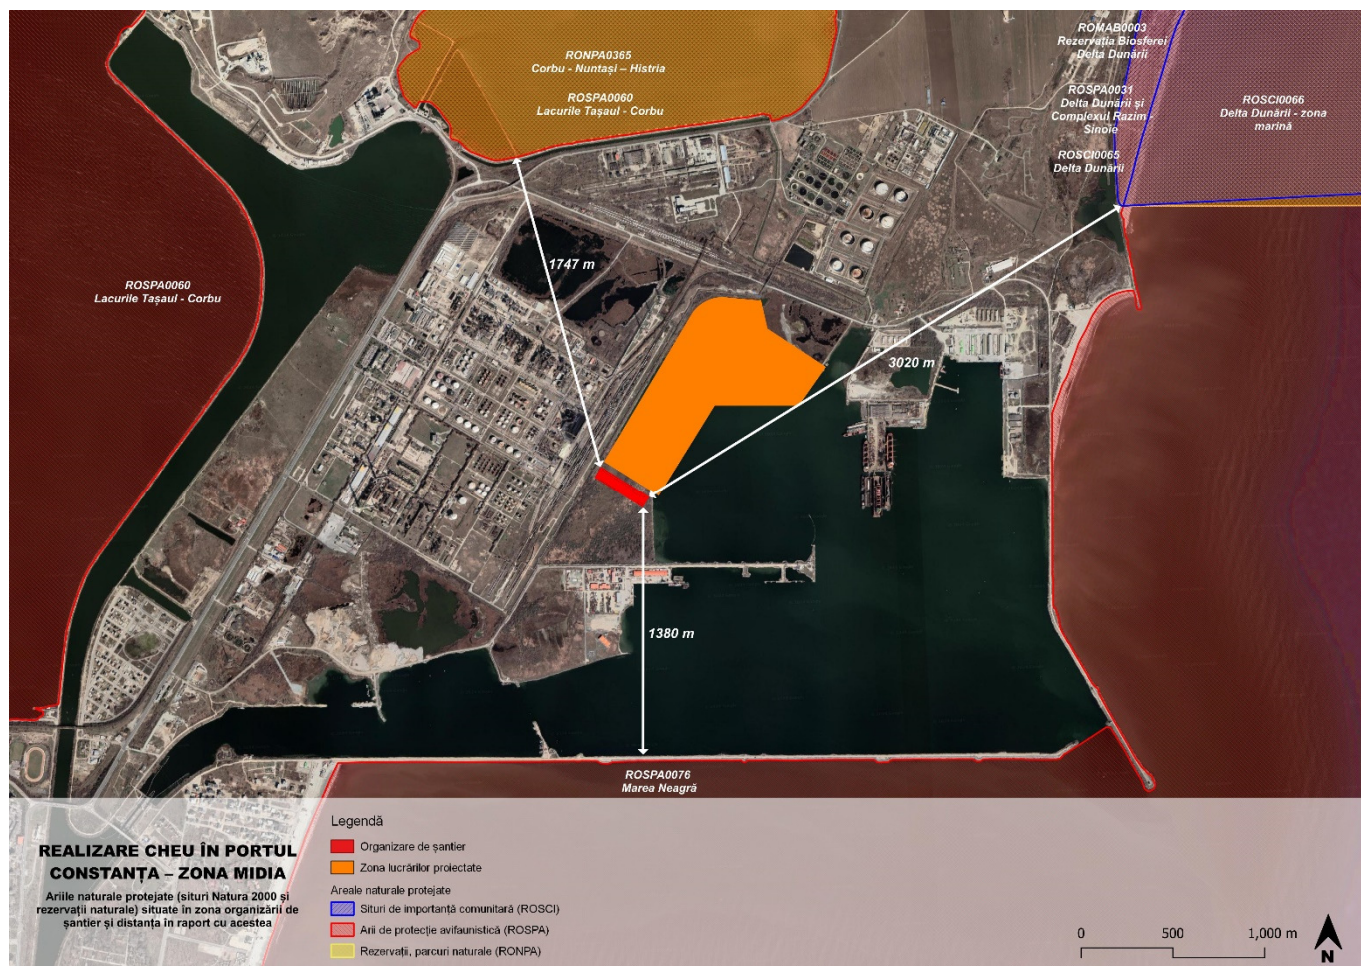 RONPA0365
Corbu - Nuntași – Histria
ROSPA0060
Lacurile Tașaul - Corbu
ROMAB0003
Rezervația Biosferei
Delta Dunării
ROSPA0031
Delta Dunării și
Complexul Razim -
Sinoie
ROSCI0065
Delta Dunării
ROSCI0066
Delta Dunării - zona
marină
ROSPA0060
Lacurile Tașaul - Corbu
1747 m
3020 m
1380 m
ROSPA0076
Marea Neagră
REALIZARE CHEU ÎN PORTUL
CONSTANȚA – ZONA MIDIA
Ariile naturale protejate (situri Natura 2000 și
rezervații naturale) situate în zona organizării de
șantier și distanța în raport cu acestea
Legendă
Organizare de șantier
Zona lucrărilor proiectate
Areale naturale protejate
Situri de importanță comunitară (ROSCI)
Arii de protecție avifaunistică (ROSPA)
Rezervații, parcuri naturale (RONPA)
0 500 1,000 m
N